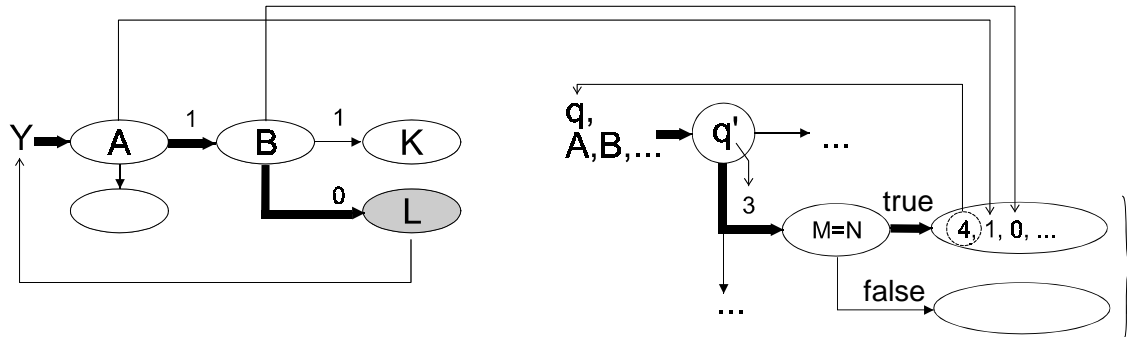 Y
A
1
B
1
K
0
L
q,
A,B,...
q'
...
3
M=N
true
4, 1, 0, ...
false
...